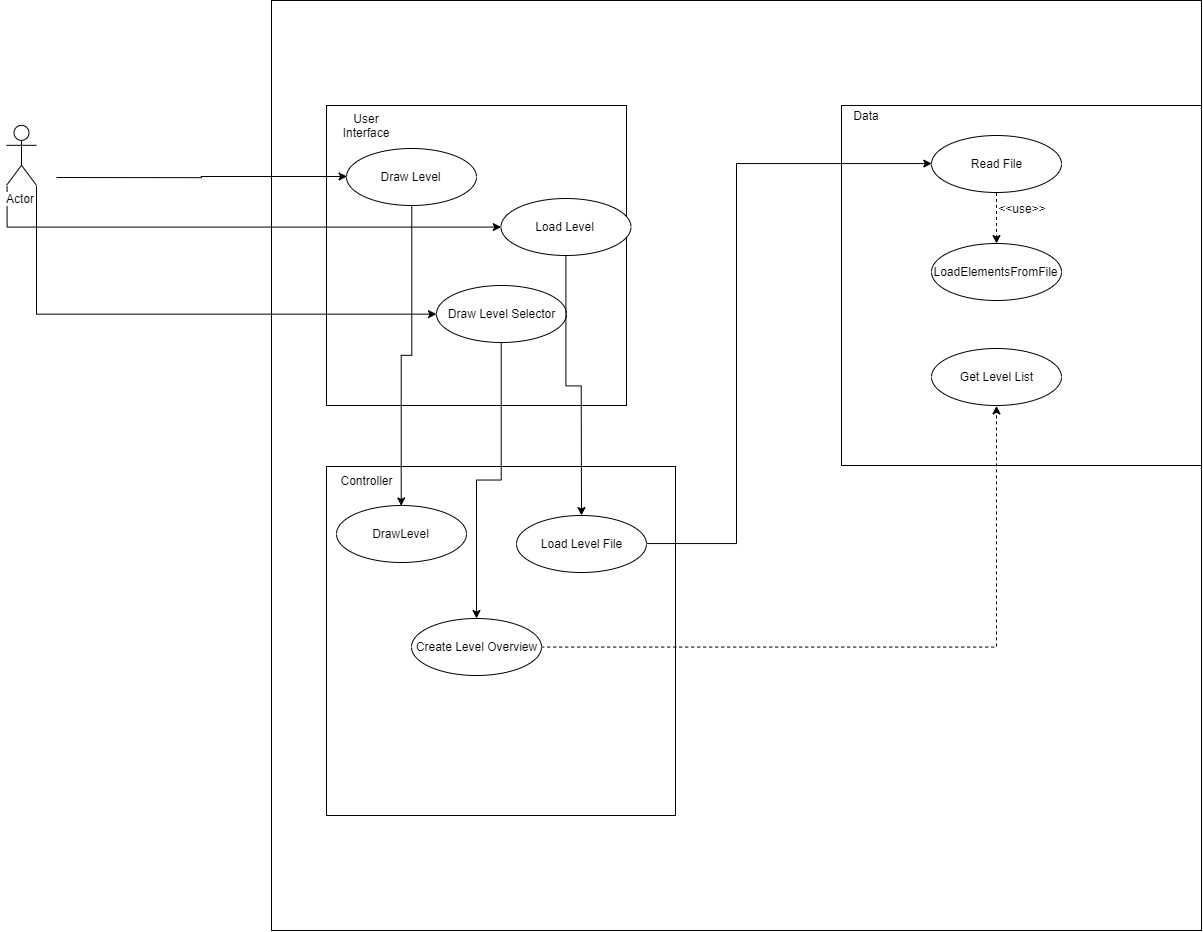 User
Interface
Data
Draw Level
Read File
Actor
<<use>>
Load Level
LoadElementsFromFile
Draw Level Selector
Get Level List
Controller
DrawLevel
Load Level File
Create Level Overview